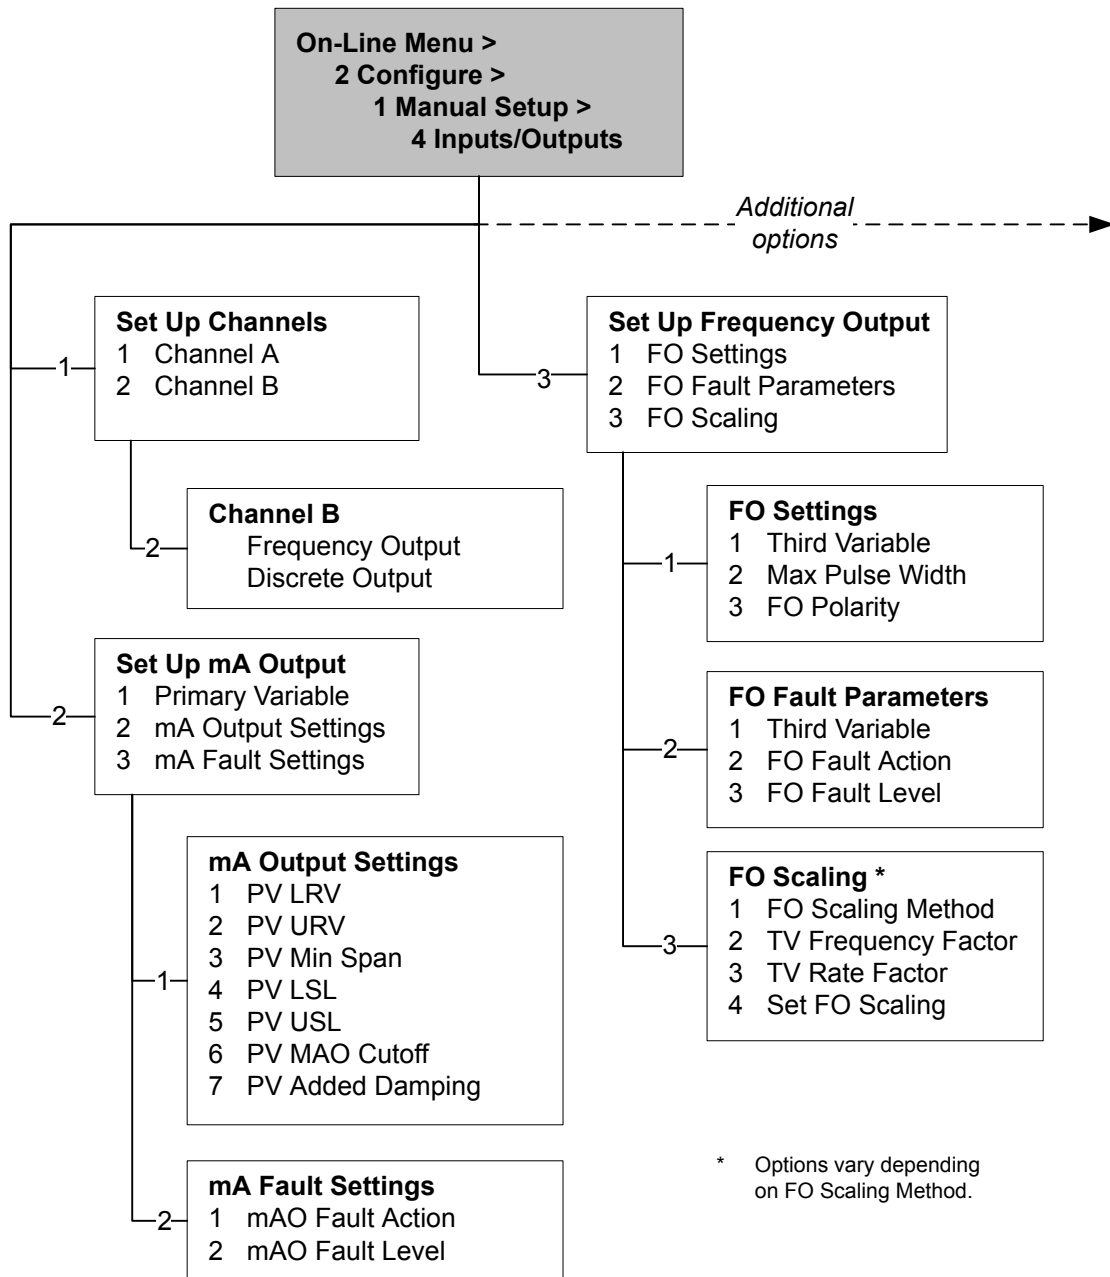 On-Line Menu >
2 Configure >
1 Manual Setup >
4 Inputs/Outputs
Additional
options
Set Up Channels
1 Channel A
2 Channel B
1
Channel B
Frequency Output
Discrete Output
2
Set Up mA Output
1 Primary Variable
2 mA Output Settings
3 mA Fault Settings
2
mA Output Settings
1 PV LRV
2 PV URV
3 PV Min Span
4 PV LSL
5 PV USL
6 PV MAO Cutoff
7 PV Added Damping
1
mA Fault Settings
1 mAO Fault Action
2 mAO Fault Level
2
Set Up Frequency Output
1 FO Settings
2 FO Fault Parameters
3 FO Scaling
3
FO Settings
1 Third Variable
2 Max Pulse Width
3 FO Polarity
1
FO Fault Parameters
1 Third Variable
2 FO Fault Action
3 FO Fault Level
2
FO Scaling *
1 FO Scaling Method
2 TV Frequency Factor
3 TV Rate Factor
4 Set FO Scaling
3
* Options vary depending
on FO Scaling Method.